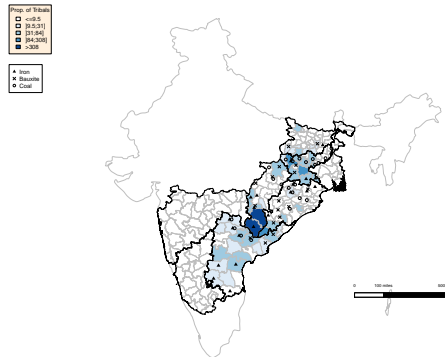 Prop. of Tribals
<=9.5
]9.5;31]
]31;84]
]84;308]
>308
Iron
Bauxite
Coal
0 100 miles 500